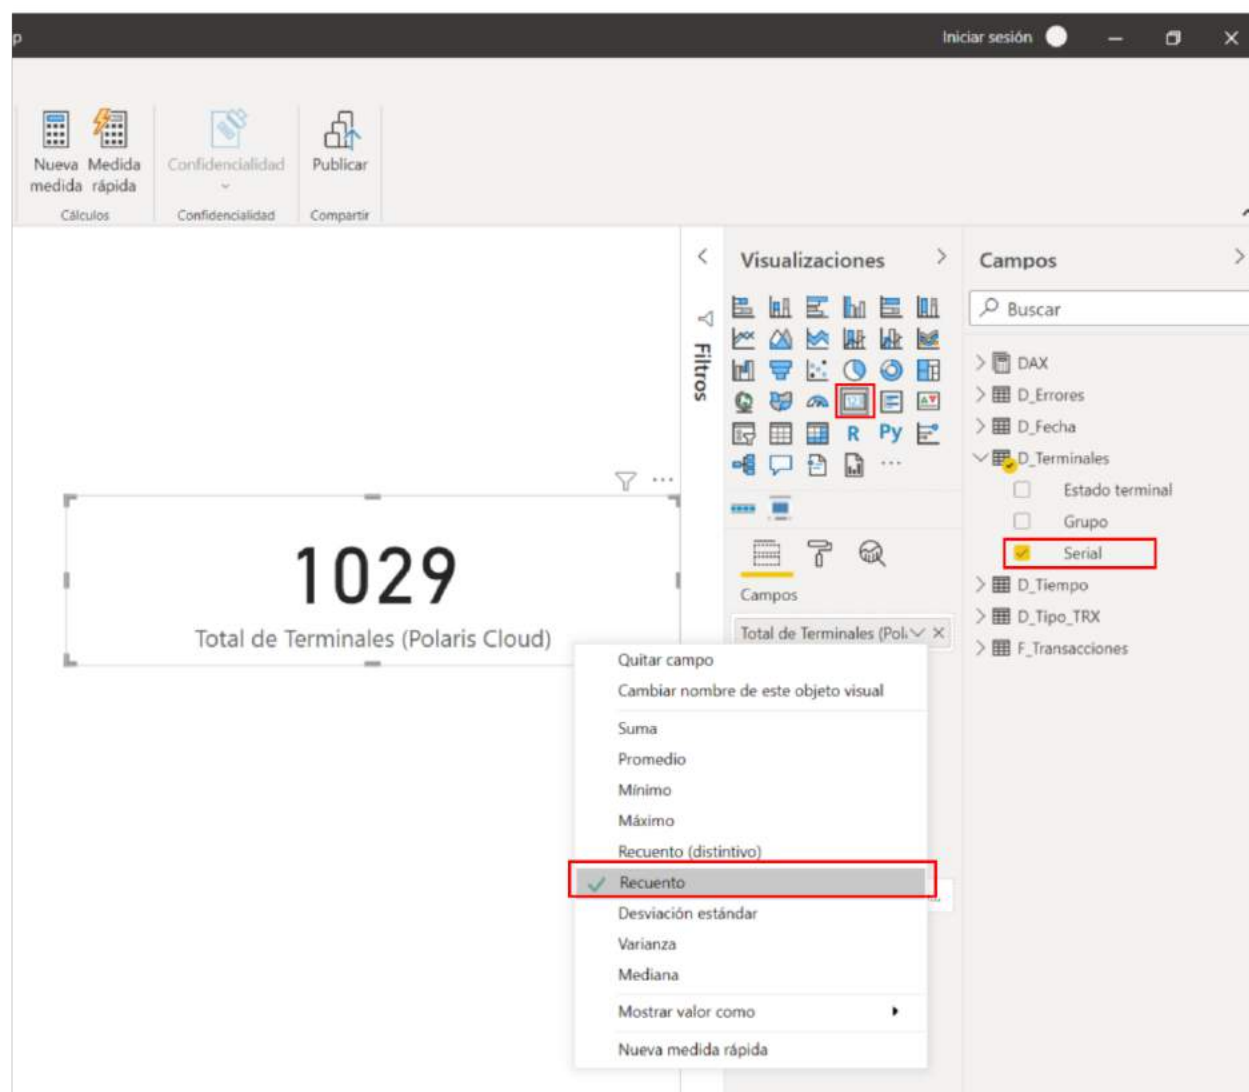 p
Iniciar sesión
Nueva medida
Medida rápida
Confidencialidad
Publicar
Cálculos
Confidencialidad
Compartir
Visualizaciones
Campos
Buscar
Filtros
DAX
D_Errores
D_Fecha
D_Terminales
Estado terminal
Grupo
Serial
D_Tiempo
D_Tipo_TRX
F_Transacciones
123
R
Py
1029
Total de Terminales (Polaris Cloud)
Campos
Total de Terminales (Pola
Quitar campo
Cambiar nombre de este objeto visual
Suma
Promedio
Mínimo
Máximo
Recuento (distintivo)
Recuento
Desviación estándar
Varianza
Mediana
Mostrar valor como
Nueva medida rápida